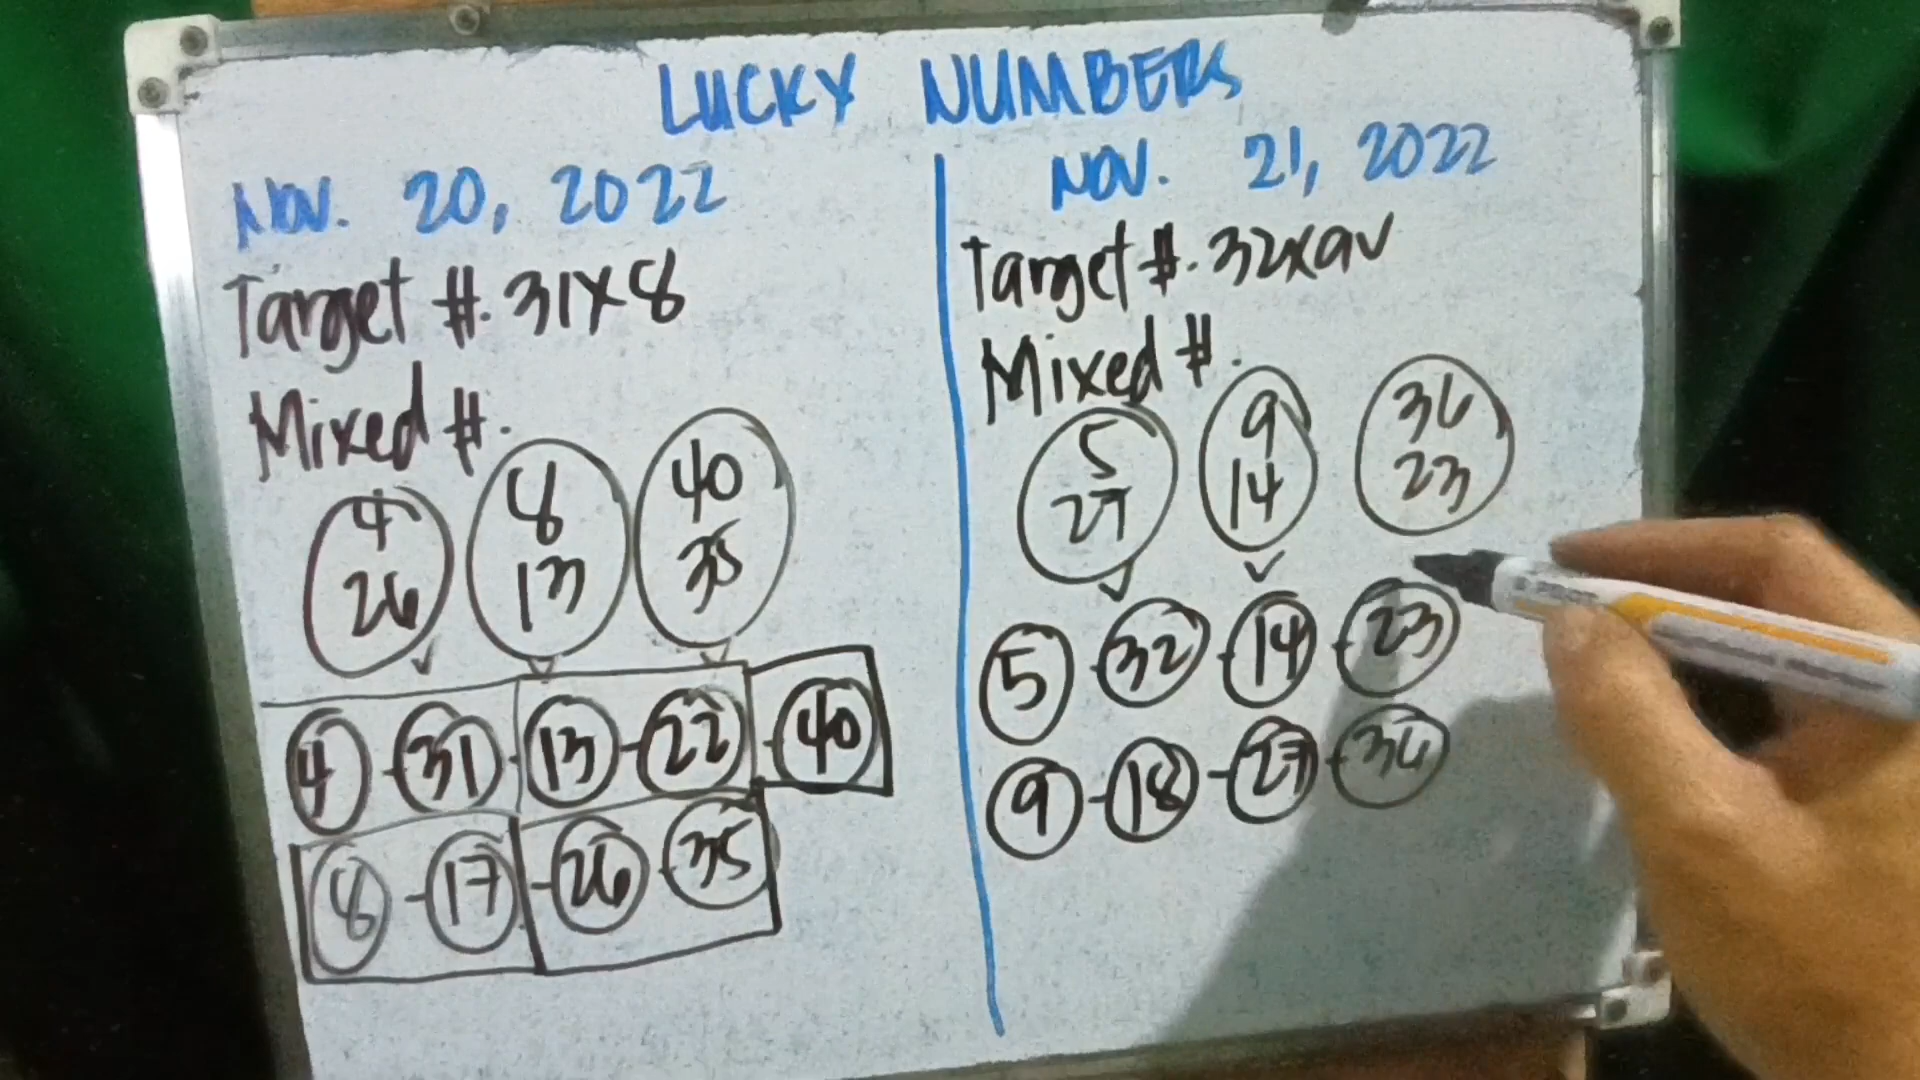 LUCKY NUMBERS
Nov. 20, 2022
Target #. 31x8
Mixed #.
4 8 40
26 13 35
4 - 31 - 13 - 22 - 40
8 - 17 - 26 - 35
Nov. 21, 2022
Target #. 32x9
Mixed #.
5 9 36
27 14 23
5 - 32 - 14 - 23
9 - 18 - 27 - 36